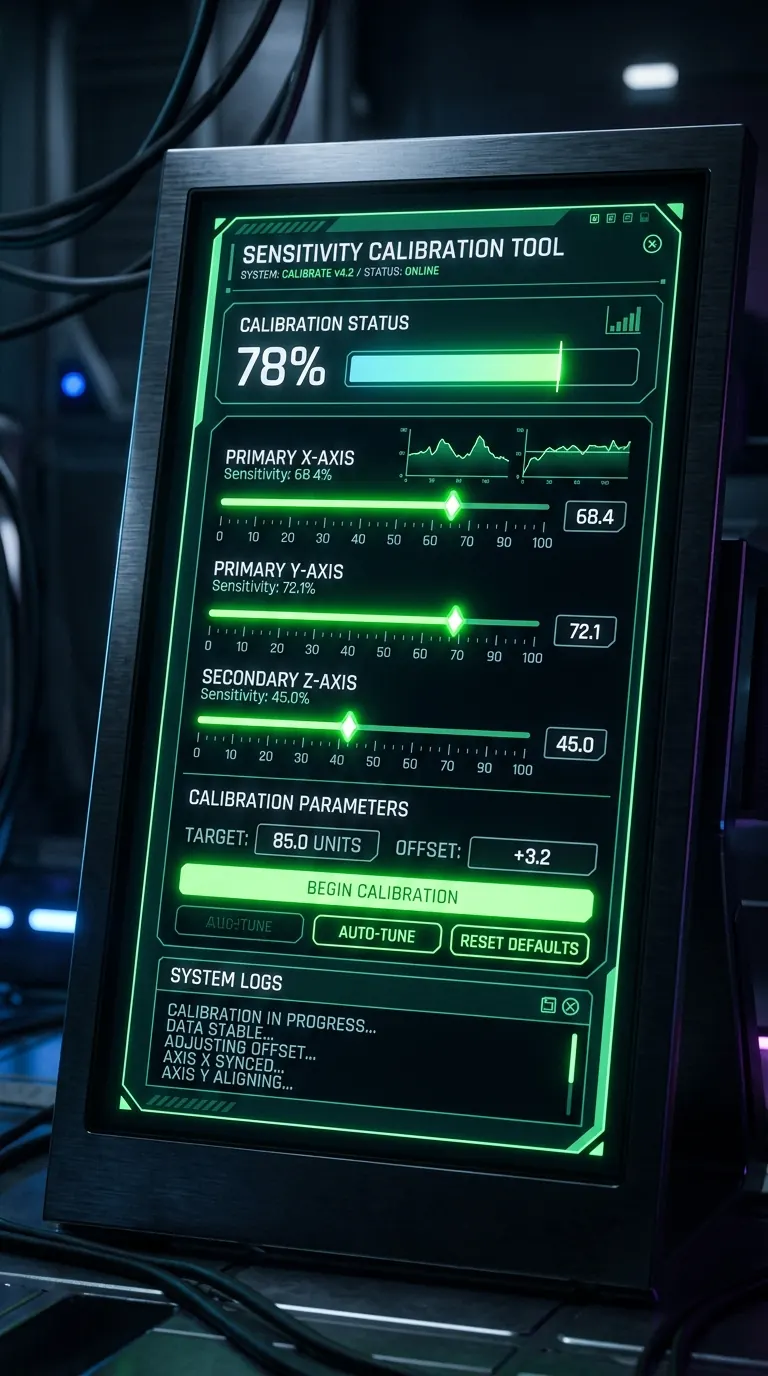 SENSITIVITY CALIBRATION TOOL
SYSTEM: CALIBRATE v4.2 / STATUS: ONLINE
CALIBRATION STATUS
78%
PRIMARY X-AXIS
Sensitivity: 68 4%
68.4
0 10 20 30 40 50 60 70 80 90 100
PRIMARY Y-AXIS
Sensitivity: 72.1%
72.1
0 10 20 30 40 50 60 70 90 100
SECONDARY Z-AXIS
Sensitivity: 45.0%
45.0
0 10 20 30 40 50 60 70 90 100
CALIBRATION PARAMETERS
TARGET: 85.0 UNITS OFFSET: +3.2
BEGIN CALIBRATION
AUTO-TUNE RESET DEFAULTS
SYSTEM LOGS
CALIBRATION IN PROGRESS...
DATA STABLE...
ADJUSTING OFFSET...
AXIS X SYNCED...
AXIS Y ALIGNING...